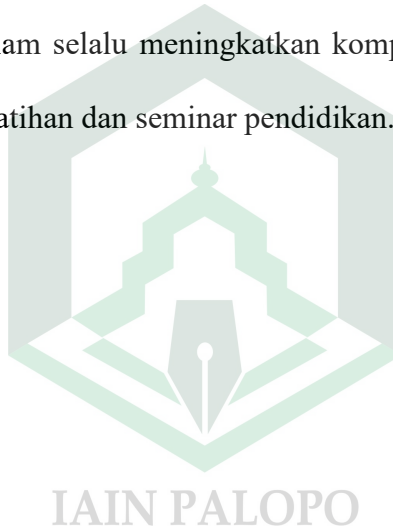 am selalu meningkatkan komp
atihan dan seminar pendidikan.
IAIN PALOPO